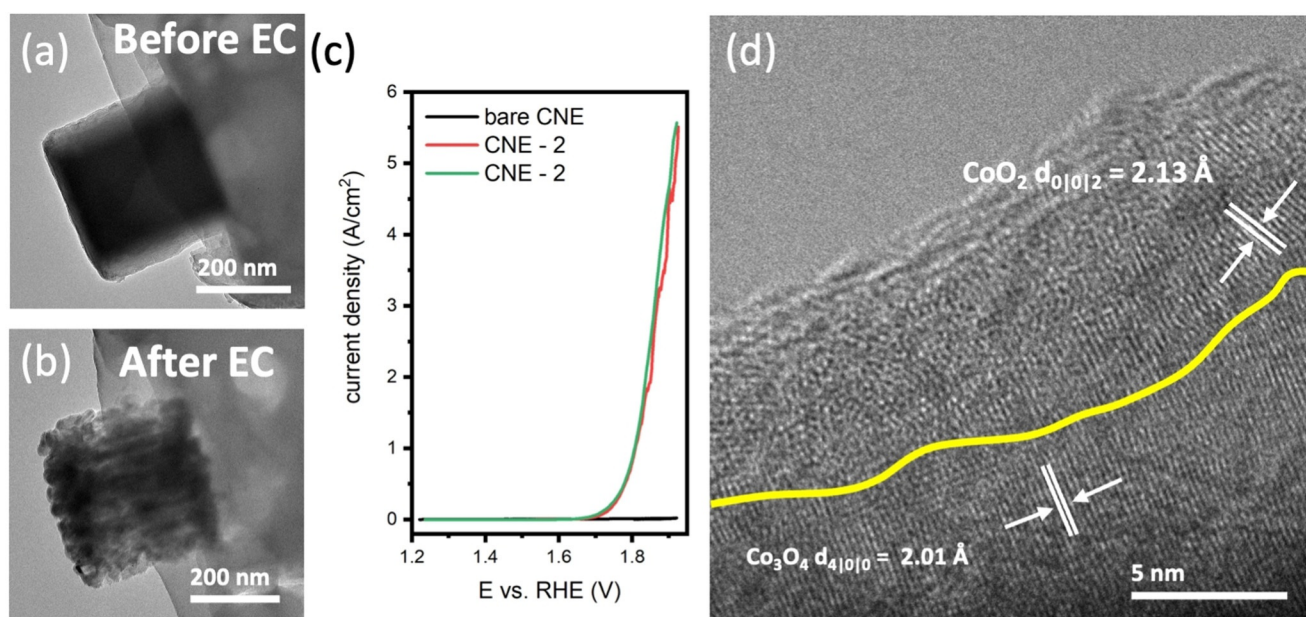 (a)
Before EC
200 nm
(b)
After EC
200 nm
(c)
6
5
4
3
2
1
0
1.2
1.4
1.6
1.8
bare CNE
CNE - 2
CNE - 2
current density (A/cm²)
E vs. RHE (V)
(d)
CoO₂ d₀|₀|₂ = 2.13 Å
Co₃O₄ d₄|₀|₀ = 2.01 Å
5 nm